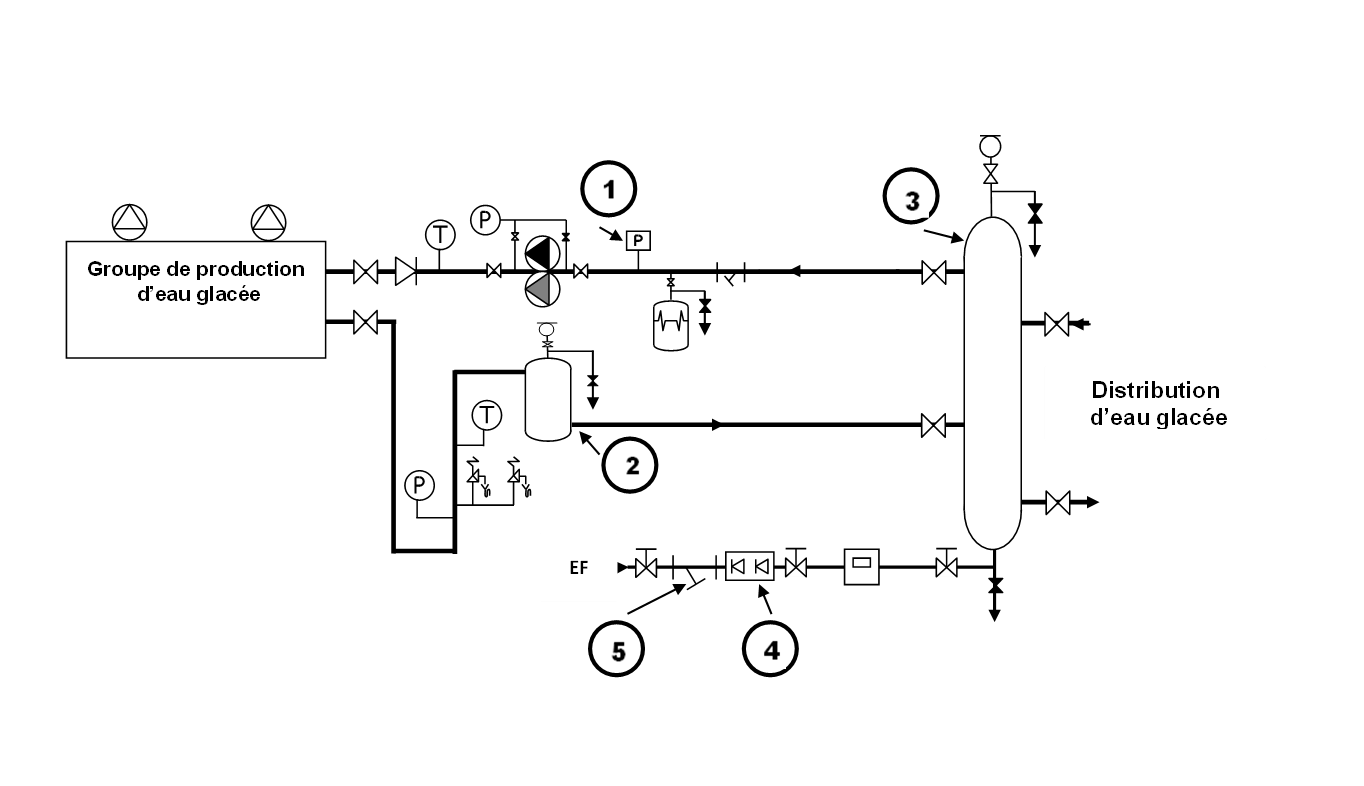 1
3
P
T
P
Groupe de production
d'eau glacée
Distribution
d'eau glacée
T
2
P
EF
5
4